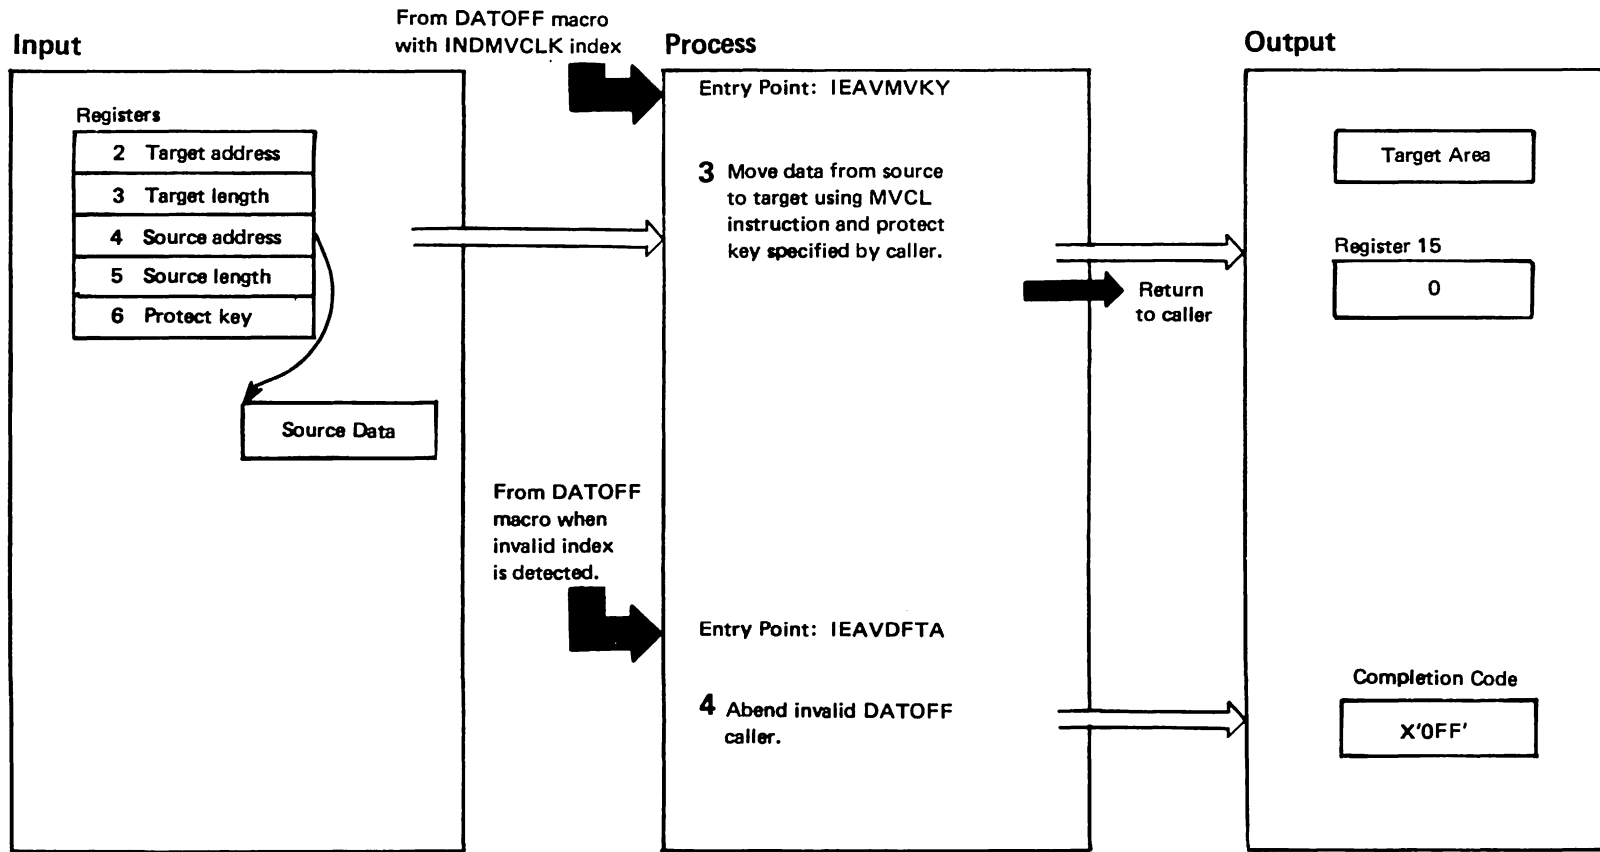 From DATOFF macro
with INDMVCLK index
Input
Process
Output
Registers
2 Target address
3 Target length
4 Source address
5 Source length
6 Protect key
Source Data
Entry Point: IEAVMVKY
3 Move data from source
to target using MVCL
instruction and protect
key specified by caller.
Return
to caller
Target Area
Register 15
0
From DATOFF
macro when
invalid index
is detected.
Entry Point: IEAVDFTA
4 Abend invalid DATOFF
caller.
Completion Code
X'0FF'